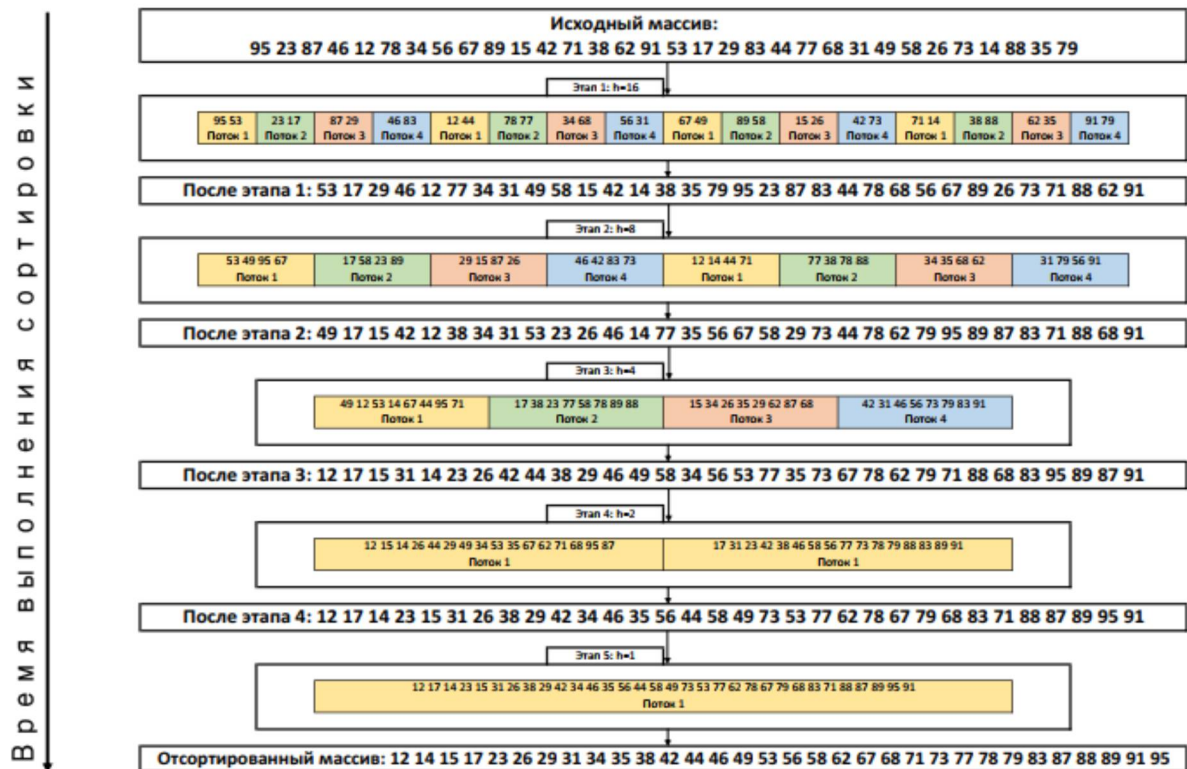 Время выполнения сортировки
Исходный массив:
95 23 87 46 12 78 34 56 67 89 15 42 71 38 62 91 53 17 29 83 44 77 68 31 49 58 26 73 14 88 35 79
Этап 1: h=16
95 53 23 17 87 29 46 83 12 44 78 77 34 68 56 31 67 49 89 58 15 26 42 73 71 14 38 88 62 35 91 79
Поток 1 Поток 2 Поток 3 Поток 4 Поток 1 Поток 2 Поток 3 Поток 4 Поток 1 Поток 2 Поток 3 Поток 4 Поток 1 Поток 2 Поток 3 Поток 4
После этапа 1: 53 17 29 46 12 77 34 31 49 58 15 42 14 38 35 79 95 23 87 83 44 78 68 56 67 89 26 73 71 88 62 91
Этап 2: h=8
53 49 95 67 17 58 23 89 29 15 87 26 46 42 83 73 12 14 44 71 77 38 78 88 34 35 68 62 31 79 56 91
Поток 1 Поток 2 Поток 3 Поток 4 Поток 1 Поток 2 Поток 3 Поток 4
После этапа 2: 49 17 15 42 12 38 34 31 53 23 26 46 14 77 35 56 67 58 29 73 44 78 62 79 95 89 87 83 71 88 68 91
Этап 3: h=4
49 12 53 14 67 44 95 71 17 38 23 77 58 78 89 88 15 34 26 35 29 62 87 68 42 31 46 56 73 79 83 91
Поток 1 Поток 2 Поток 3 Поток 4
После этапа 3: 12 17 15 31 14 23 26 42 44 38 29 46 49 58 34 56 53 77 35 73 67 78 62 79 71 88 68 83 95 89 87 91
Этап 4: h=2
12 15 14 26 44 29 49 34 53 35 67 62 71 68 95 87 17 31 23 42 38 46 58 56 77 73 78 79 88 83 89 91
Поток 1 Поток 1
После этапа 4: 12 17 14 23 15 31 26 38 29 42 34 46 35 56 44 58 49 73 53 77 62 78 67 79 68 83 71 88 87 89 95 91
Этап 5: h=1
12 17 14 23 15 31 26 38 29 42 34 46 35 56 44 58 49 73 53 77 62 78 67 79 68 83 71 88 87 89 95 91
Поток 1
Отсортированный массив: 12 14 15 17 23 26 29 31 34 35 38 42 44 46 49 53 56 58 62 67 68 71 73 77 78 79 83 87 88 89 91 95